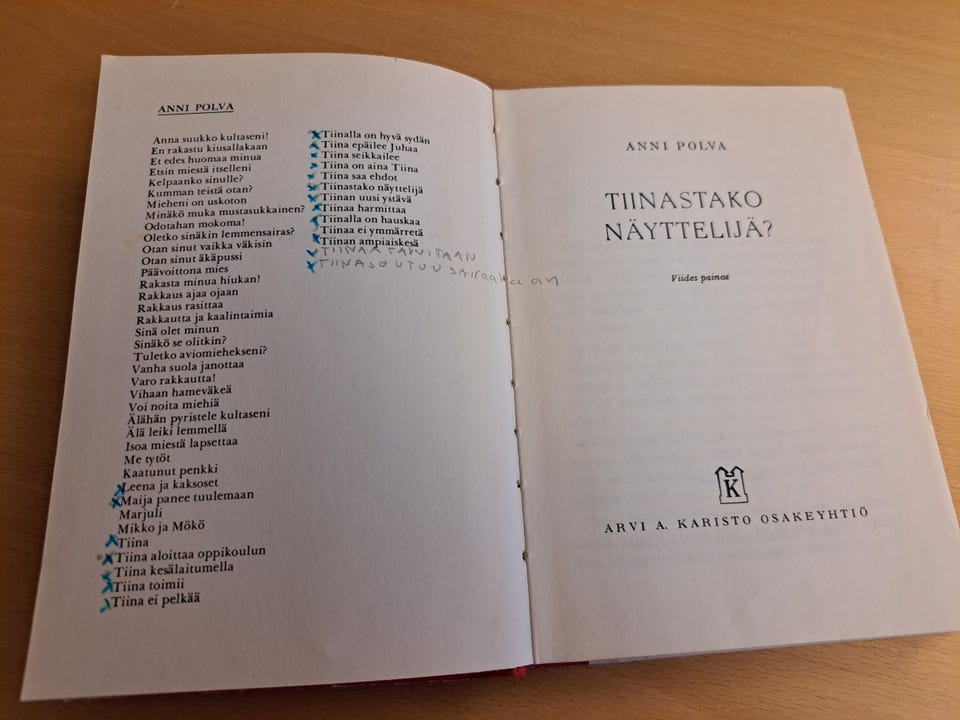 ANNI POLVA
Anna suukko kultaseni!
En rakastu kiusallakaan
Et edes huomaa minua
Etsin miestä itselleni
Kelpaanko sinulle?
Kumman teistä otan?
Mieheni on uskoton
Minäkö muka mustasukkainen?
Odotahan mokoma!
Oletko sinäkin lemmensairas?
Otan sinut vaikka väkisin
Otan sinut äkäpussi
Päävoittona mies
Rakasta minua hiukan!
Rakkaus ajaa ojaan
Rakkaus rasittaa
Rakkautta ja kaalintaimia
Sinä olet minun
Sinäkö se olitkin?
Tuletko aviomiehekseni?
Vanha suola janottaa
Varo rakkautta!
Vihaan hameväkeä
Voi noita miehiä
Älähän pyristele kultaseni
Älä leiki lemmellä
Isoa miestä lapsettaa
Me tytöt
Kaatunut penkki
Leena ja kaksoset
Maija panee tuulemaan
Marjuli
Mikko ja Mökö
Tiina
Tiina aloittaa oppikoulun
Tiina kesälaitumella
Tiina toimii
Tiina ei pelkää
Tiinalla on hyvä sydän
Tiina epäilee Juhaa
Tiina seikkailee
Tiina on aina Tiina
Tiina saa ehdot
Tiinastako näyttelijä
Tiinan uusi ystävä
Tiinaa harmittaa
Tiinalla on hauskaa
Tiinaa ei ymmärretä
Tiinan ampiaiskesä
TIINAA TARVITAAN
TIINA JOUTUU SAIRAALAAN
ANNI POLVA
TIINASTAKO
NÄYTTELIJÄ?
Viides painos
K
ARVI A. KARISTO OSAKEYHTIÖ